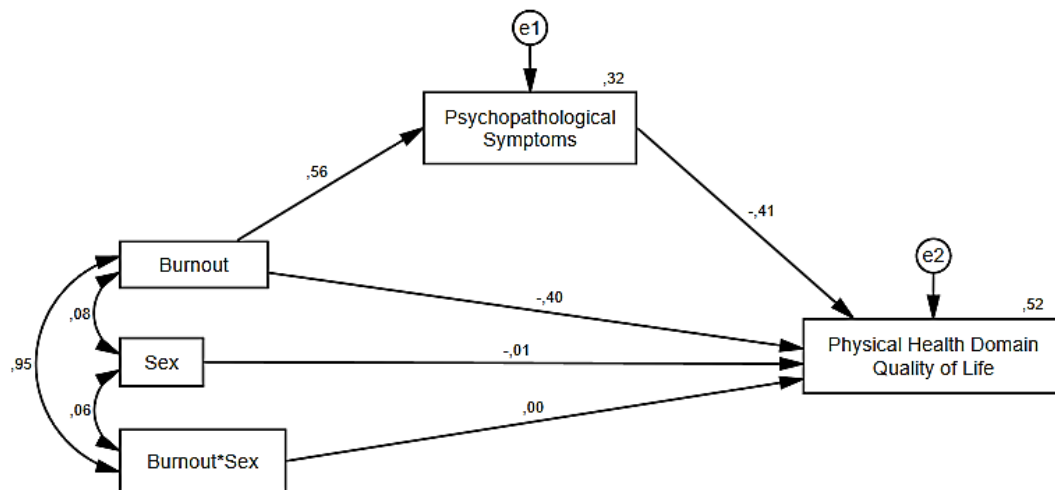 e1
,32
Psychopathological
Symptoms
,56
-,41
Burnout
e2
-,40
,52
,08
Physical Health Domain
Quality of Life
Sex
-,01
,95
,06
,00
Burnout*Sex